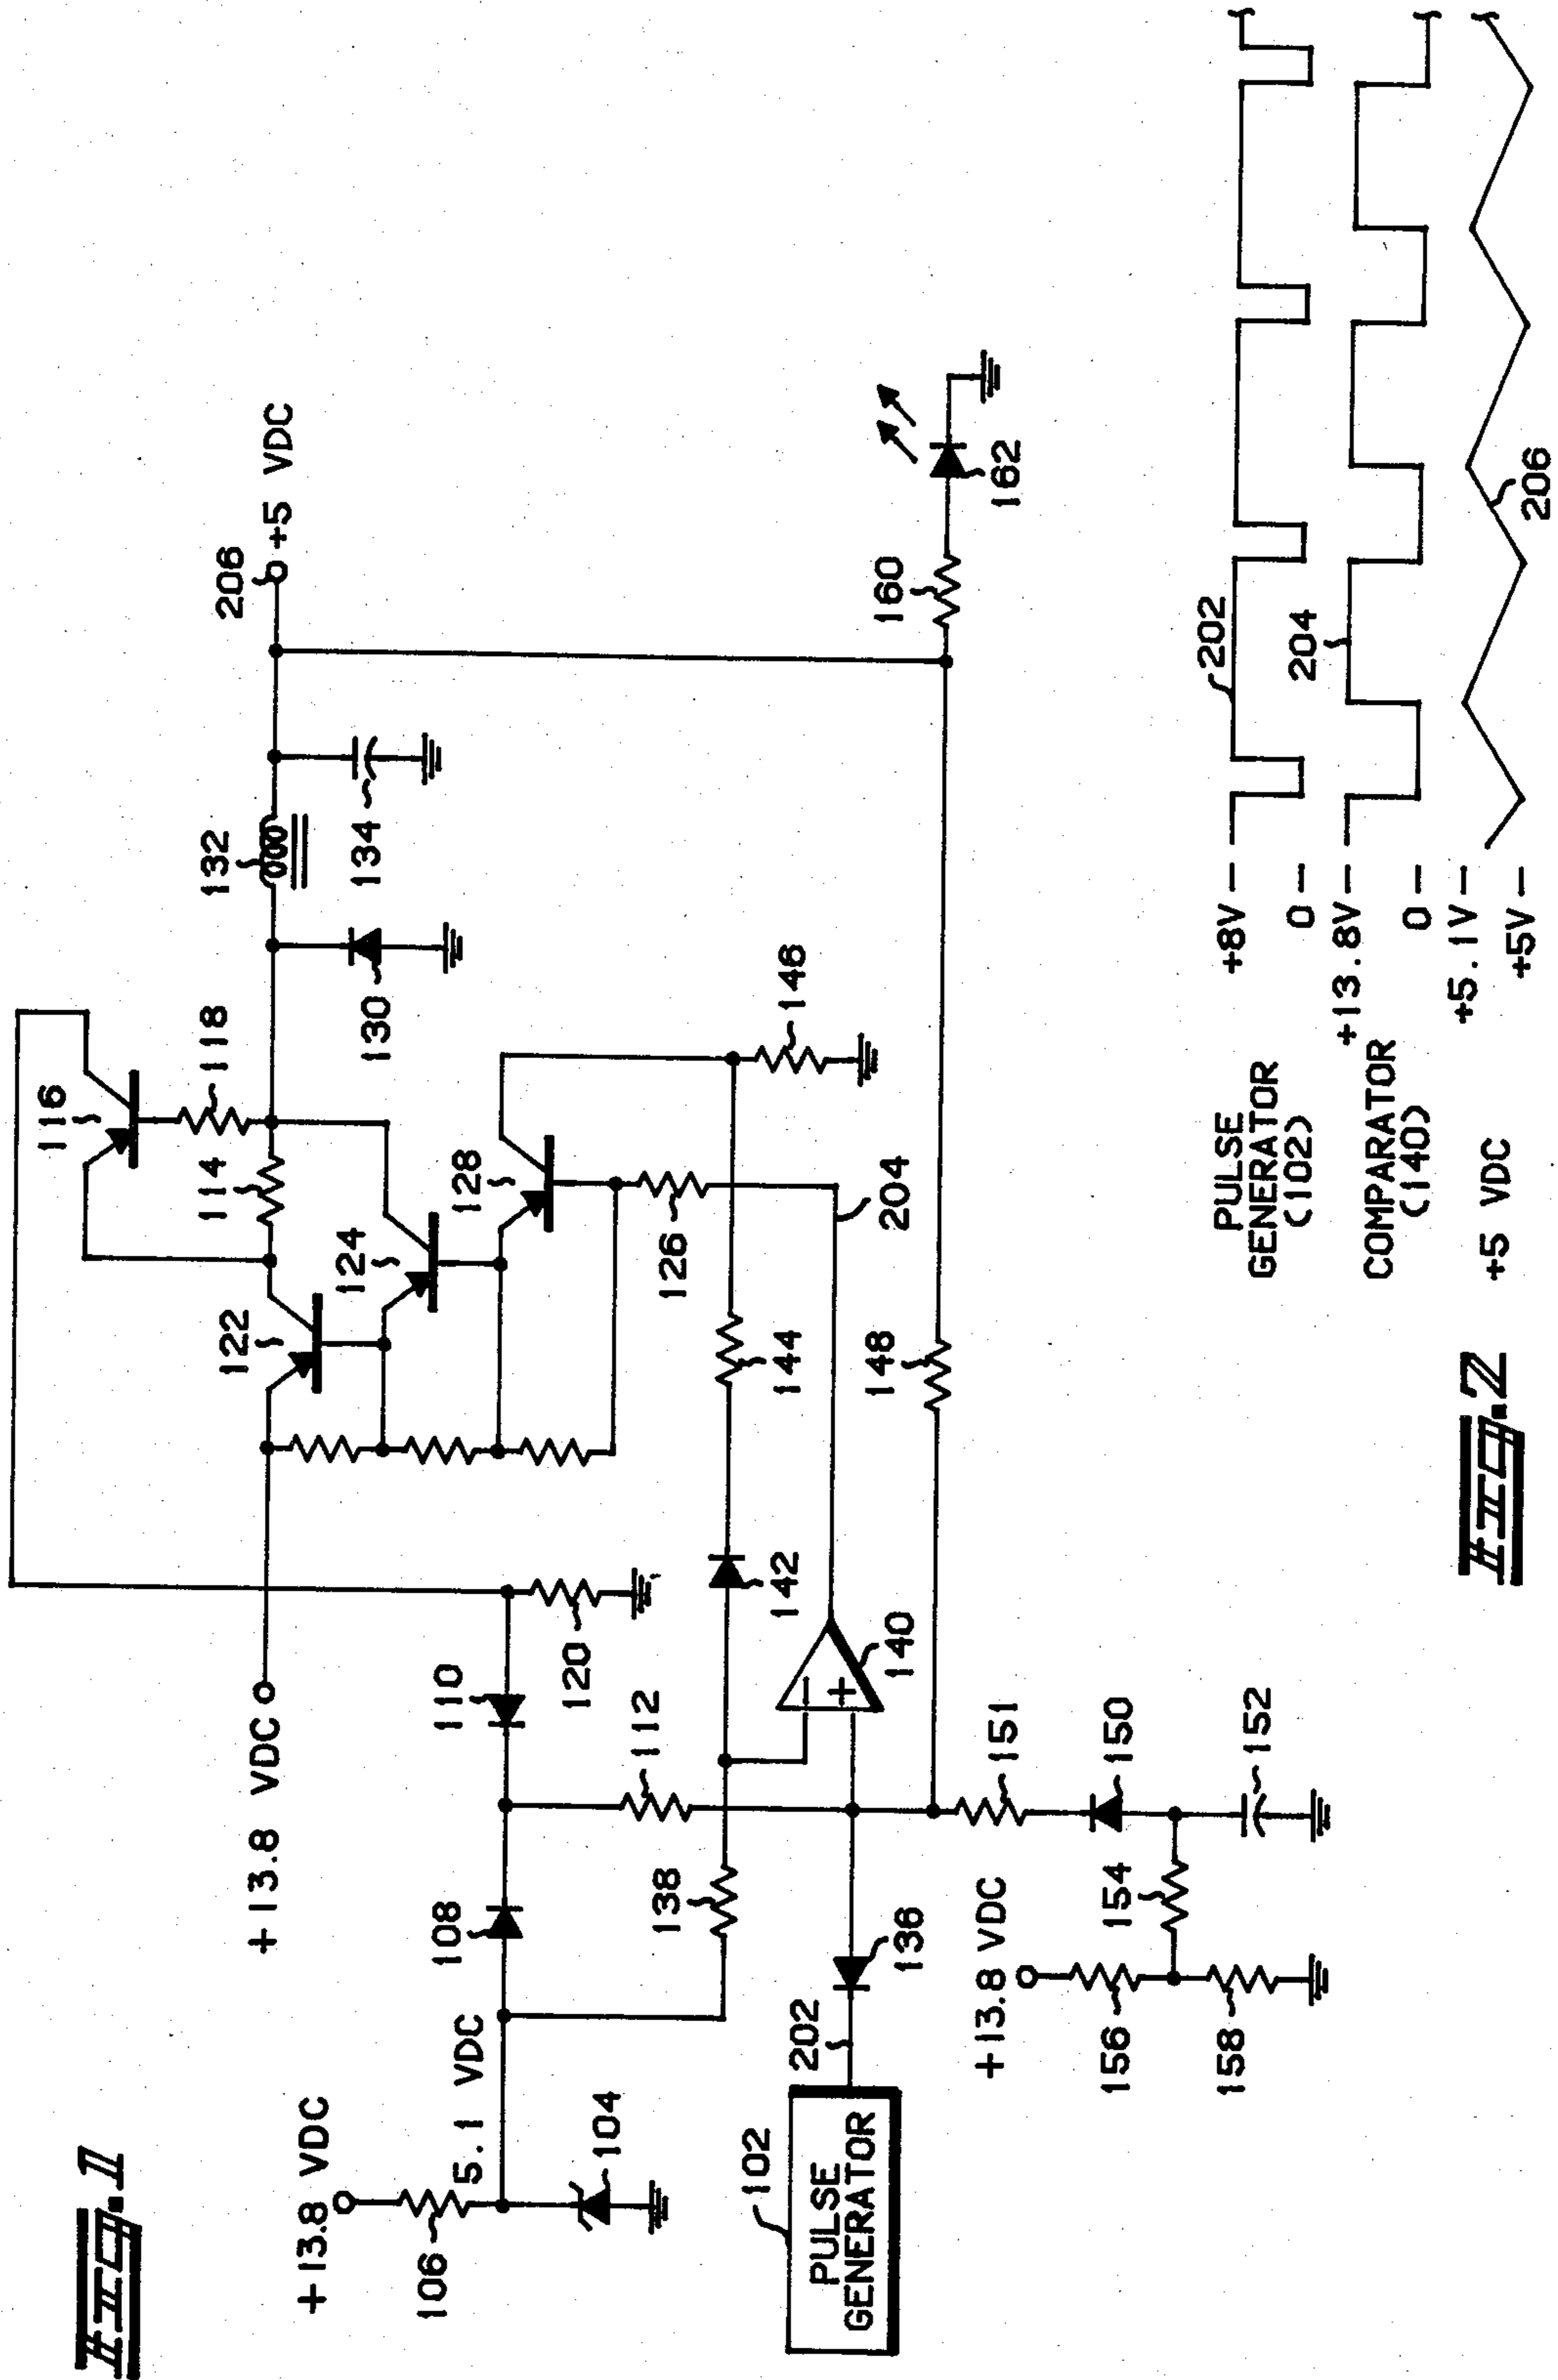 FIG. 1
+13.8 VDC
106
5.1 VDC
104
108
110
112
120
+13.8 VDC
122
124
128
126
114
116
118
130
132
134
206
+5 VDC
138
142
144
146
140
204
148
102
PULSE
GENERATOR
202
136
+13.8 VDC
156
158
154
151
150
152
160
162
FIG. 2
PULSE
GENERATOR
(102)
+8V
0
202
COMPARATOR
(140)
+13.8V
0
204
+5 VDC
+5.1V
+5V
206